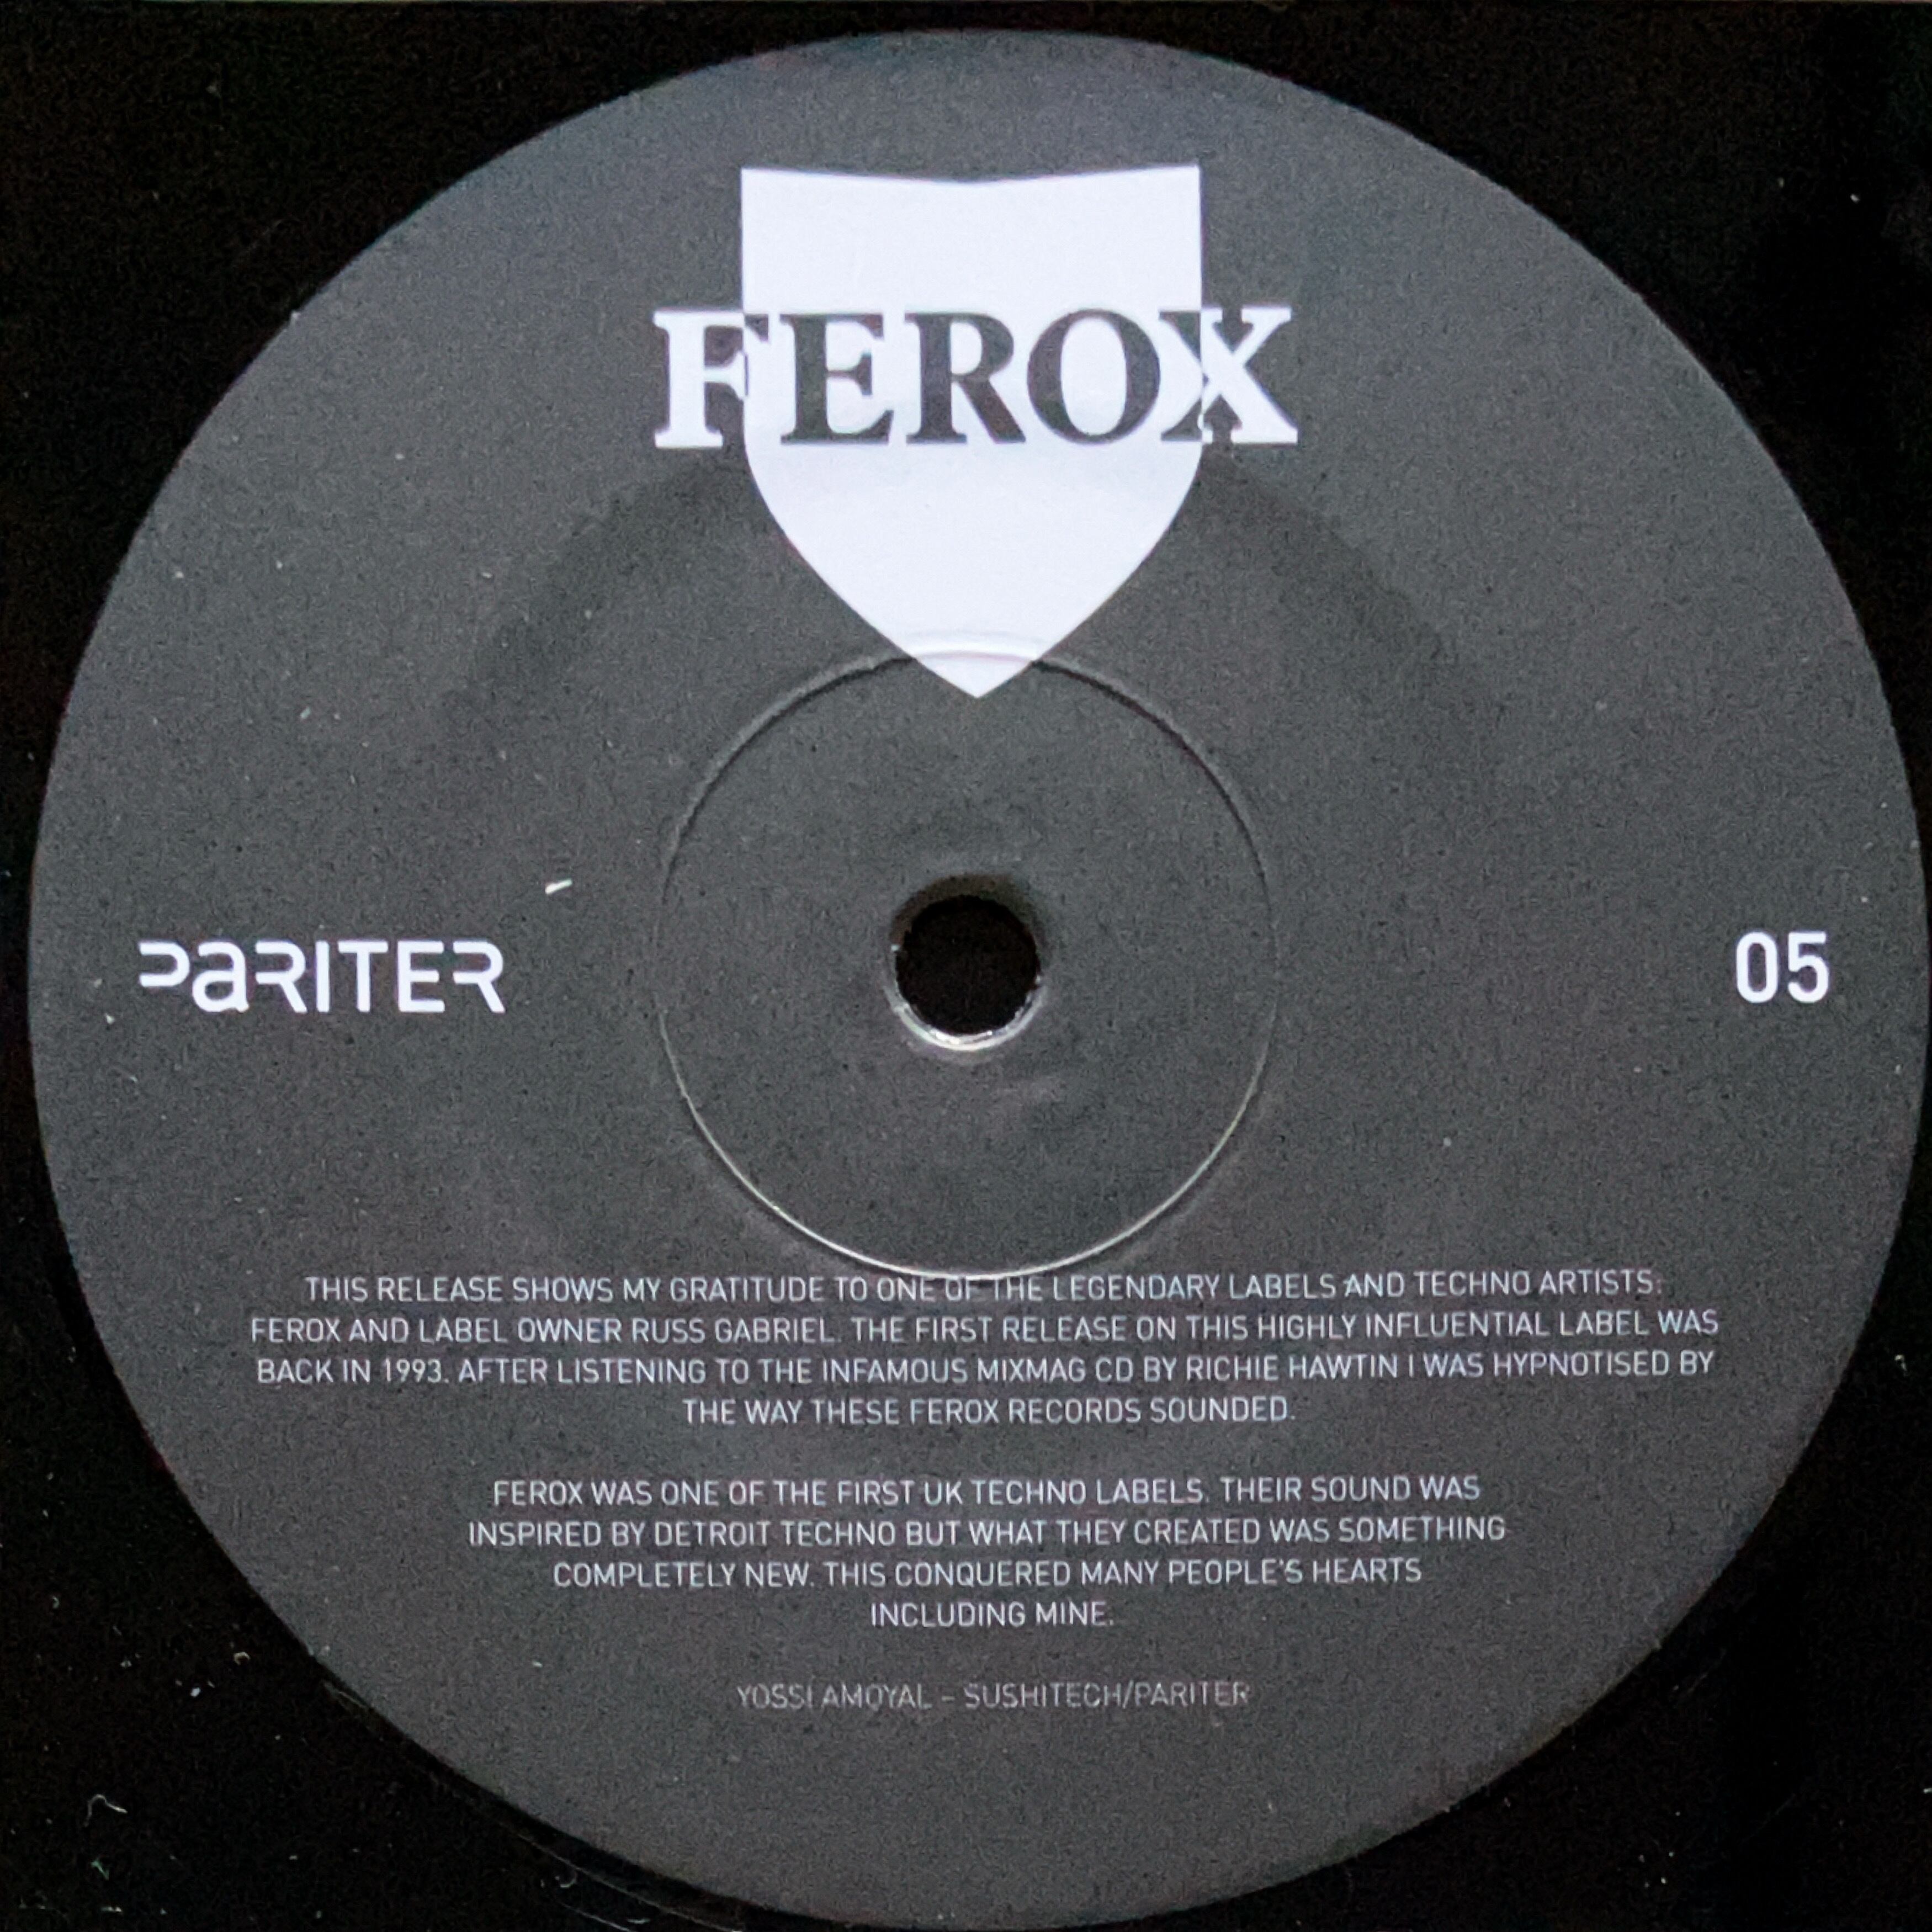 FEROX
PARITER
05
THIS RELEASE SHOWS MY GRATITUDE TO ONE OF THE LEGENDARY LABELS AND TECHNO ARTISTS:
FEROX AND LABEL OWNER RUSS GABRIEL. THE FIRST RELEASE ON THIS HIGHLY INFLUENTIAL LABEL WAS
BACK IN 1993. AFTER LISTENING TO THE INFAMOUS MIXMAG CD BY RICHIE HAWTIN I WAS HYPNOTISED BY
THE WAY THESE FEROX RECORDS SOUNDED.
FEROX WAS ONE OF THE FIRST UK TECHNO LABELS. THEIR SOUND WAS
INSPIRED BY DETROIT TECHNO BUT WHAT THEY CREATED WAS SOMETHING
COMPLETELY NEW. THIS CONQUERED MANY PEOPLE'S HEARTS
INCLUDING MINE.
YOSSI AMOYAL – SUSHITECH/PARITER